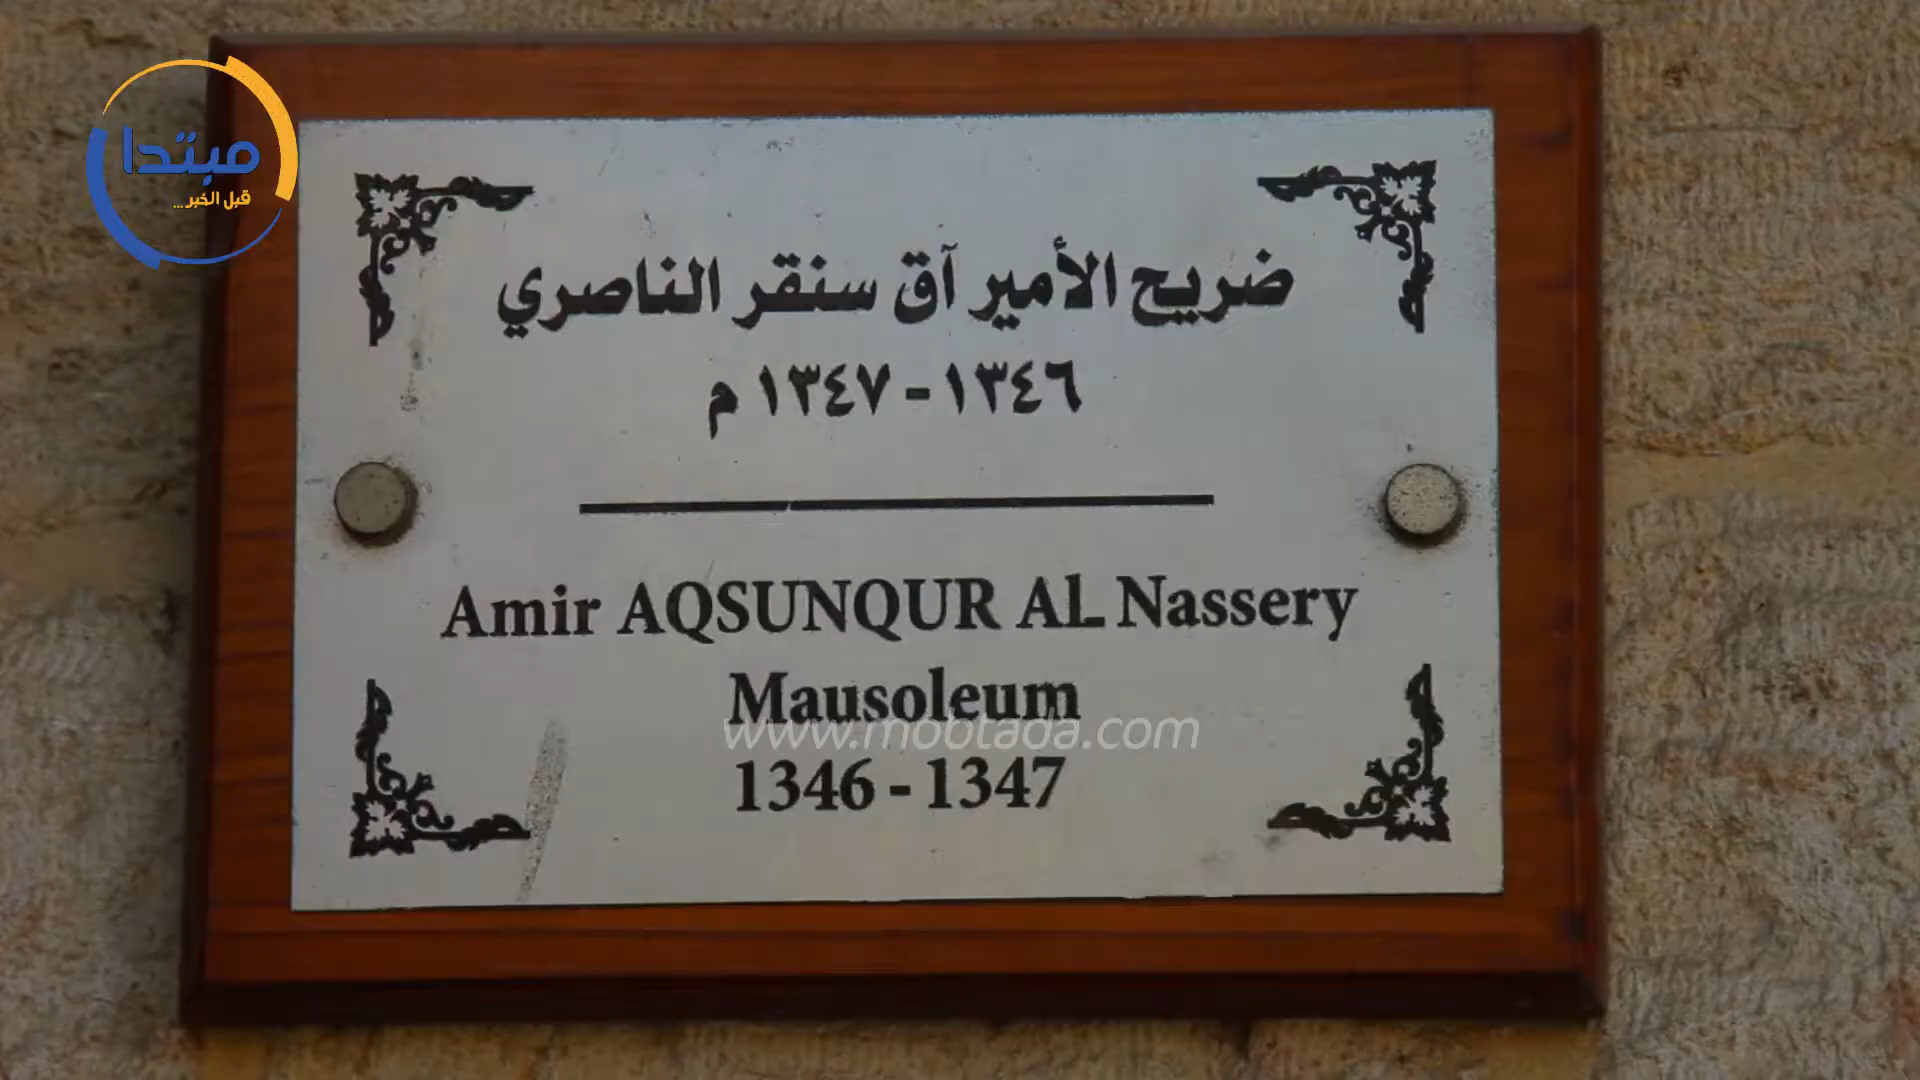 مبتدا
قبل الخبر...
ضريح الأمير آق سنقر الناصري
١٣٤٦ - ١٣٤٧ م
Amir AQSUNQUR AL Nassery
Mausoleum
www.mobtada.com
1346 - 1347